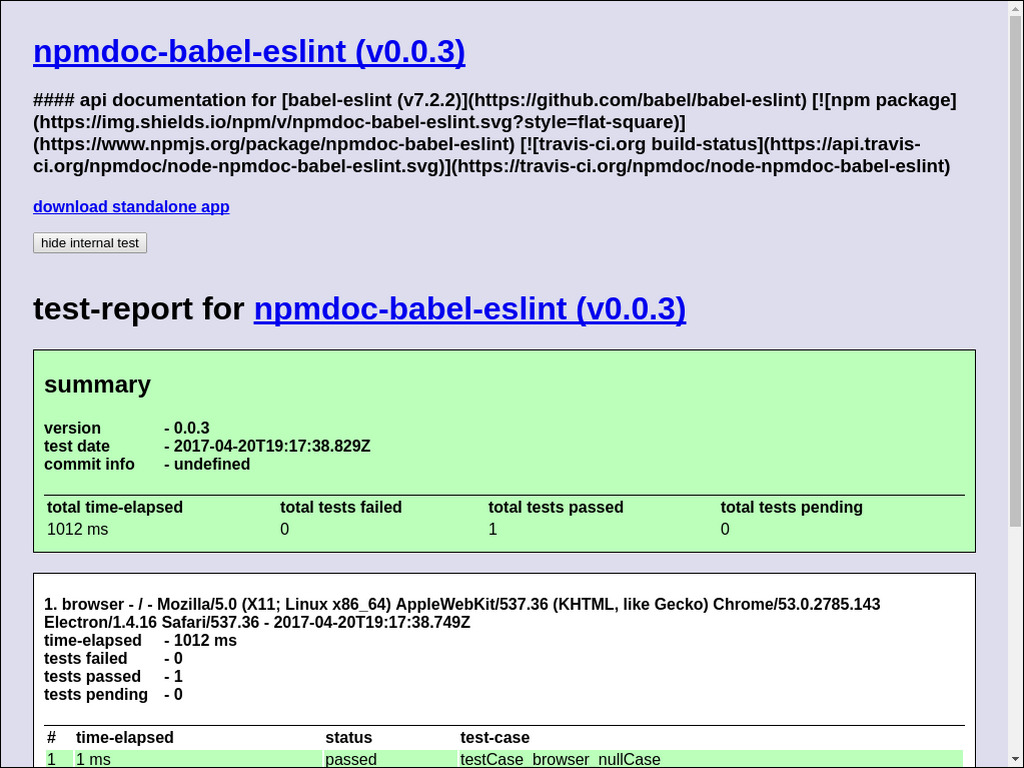 npmdoc-babel-eslint (v0.0.3)
#### api documentation for [babel-eslint (v7.2.2)](https://github.com/babel/babel-eslint) [![npm package]
(https://img.shields.io/npm/v/npmdoc-babel-eslint.svg?style=flat-square)]
(https://www.npmjs.org/package/npmdoc-babel-eslint) [![travis-ci.org build-status](https://api.travis-
ci.org/npmdoc/node-npmdoc-babel-eslint.svg)](https://travis-ci.org/npmdoc/node-npmdoc-babel-eslint)
download standalone app
hide internal test
test-report for npmdoc-babel-eslint (v0.0.3)
summary
version - 0.0.3
test date - 2017-04-20T19:17:38.829Z
commit info - undefined
total time-elapsed total tests failed total tests passed total tests pending
1012 ms 0 1 0
1. browser - / - Mozilla/5.0 (X11; Linux x86_64) AppleWebKit/537.36 (KHTML, like Gecko) Chrome/53.0.2785.143
Electron/1.4.16 Safari/537.36 - 2017-04-20T19:17:38.749Z
time-elapsed - 1012 ms
tests failed - 0
tests passed - 1
tests pending - 0
# time-elapsed status test-case
1 1 ms passed testCase_browser_nullCase